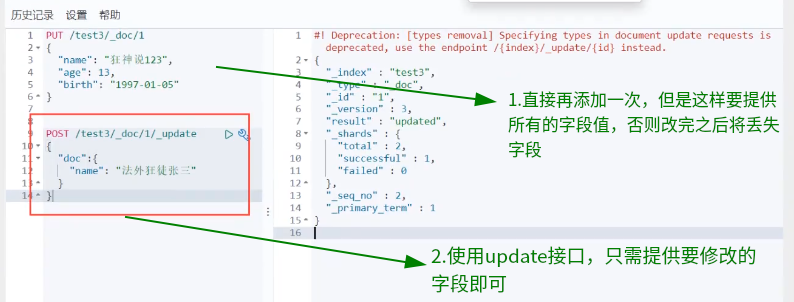 历史记录 设置 帮助
1 PUT /test3/_doc/1
2 {
3 "name": "狂神说123",
4 "age": 13,
5 "birth": "1997-01-05"
6 }
7
8
9 POST /test3/_doc/1/_update
10 {
11 "doc":{
12 "name": "法外狂徒张三"
13 }
14 }
1 #! Deprecation: [types removal] Specifying types in document update requests is
deprecated, use the endpoint /{index}/_update/{id} instead.
2 {
3 "_index" : "test3",
4 "_type" : "_doc",
5 "_id" : "1",
6 "_version" : 3,
7 "result" : "updated",
8 "_shards" : {
9 "total" : 2,
10 "successful" : 1,
11 "failed" : 0
12 },
13 "_seq_no" : 2,
14 "_primary_term" : 1
15 }
16
1.直接再添加一次，但是这样要提供
所有的字段值，否则改完之后将丢失
字段
2.使用update接口，只需提供要修改的
字段即可